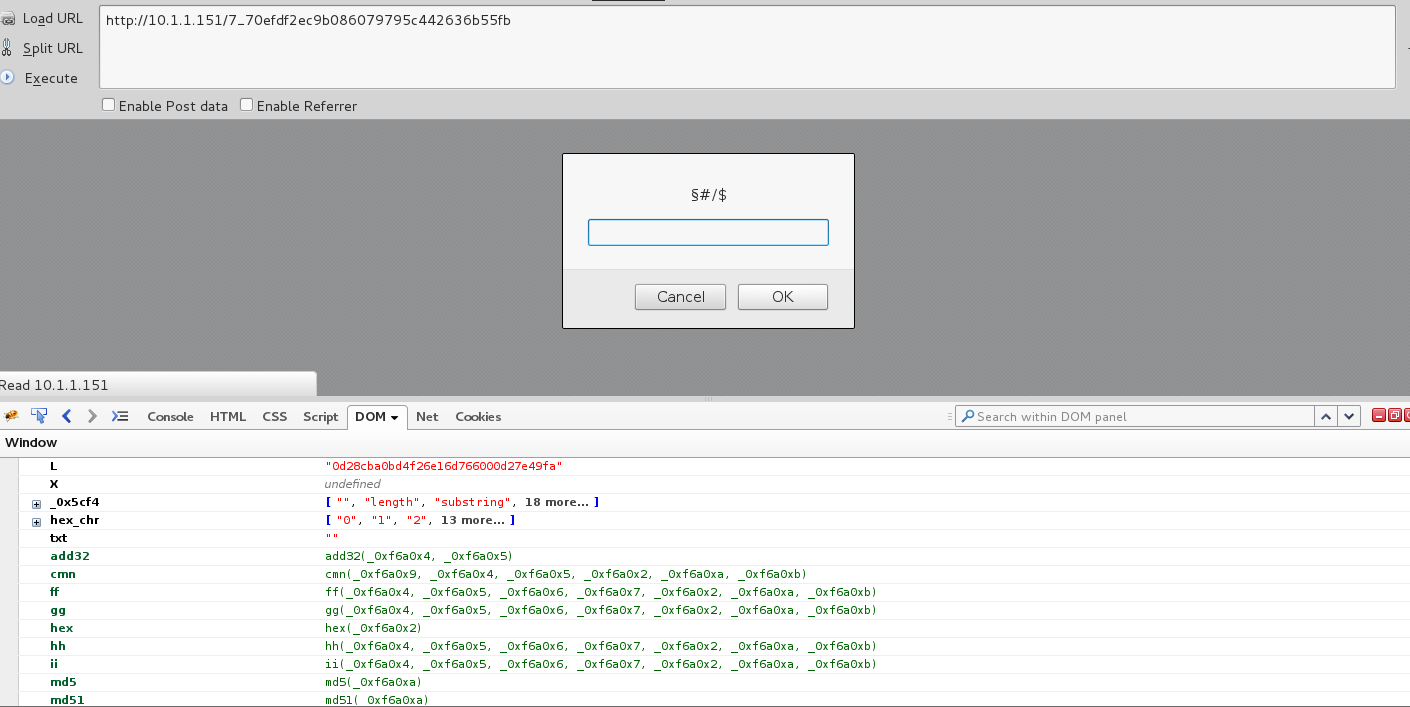 Load URL
http://10.1.1.151/7_70efdf2ec9b086079795c442636b55fb
Split URL
Execute
Enable Post data Enable Referrer
§#/$
Cancel OK
Read 10.1.1.151
Console HTML CSS Script DOM Net Cookies Search within DOM panel
Window
L "0d28cba0bd4f26e16d766000d27e49fa"
X undefined
_0x5cf4 [ "", "length", "substring", 18 more... ]
hex_chr [ "0", "1", "2", 13 more... ]
txt ""
add32 add32(_0xf6a0x4, _0xf6a0x5)
cmn cmn(_0xf6a0x9, _0xf6a0x4, _0xf6a0x5, _0xf6a0x2, _0xf6a0xa, _0xf6a0xb)
ff ff(_0xf6a0x4, _0xf6a0x5, _0xf6a0x6, _0xf6a0x7, _0xf6a0x2, _0xf6a0xa, _0xf6a0xb)
gg gg(_0xf6a0x4, _0xf6a0x5, _0xf6a0x6, _0xf6a0x7, _0xf6a0x2, _0xf6a0xa, _0xf6a0xb)
hex hex(_0xf6a0x2)
hh hh(_0xf6a0x4, _0xf6a0x5, _0xf6a0x6, _0xf6a0x7, _0xf6a0x2, _0xf6a0xa, _0xf6a0xb)
ii ii(_0xf6a0x4, _0xf6a0x5, _0xf6a0x6, _0xf6a0x7, _0xf6a0x2, _0xf6a0xa, _0xf6a0xb)
md5 md5(_0xf6a0xa)
md51 md51(_0xf6a0xa)